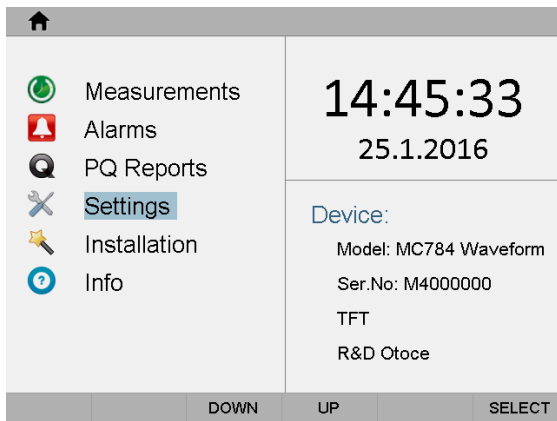 Measurements
Alarms
PQ Reports
Settings
Installation
Info
14:45:33
25.1.2016
Device:
Model: MC784 Waveform
Ser.No: M4000000
TFT
R&D Otoce
DOWN UP SELECT